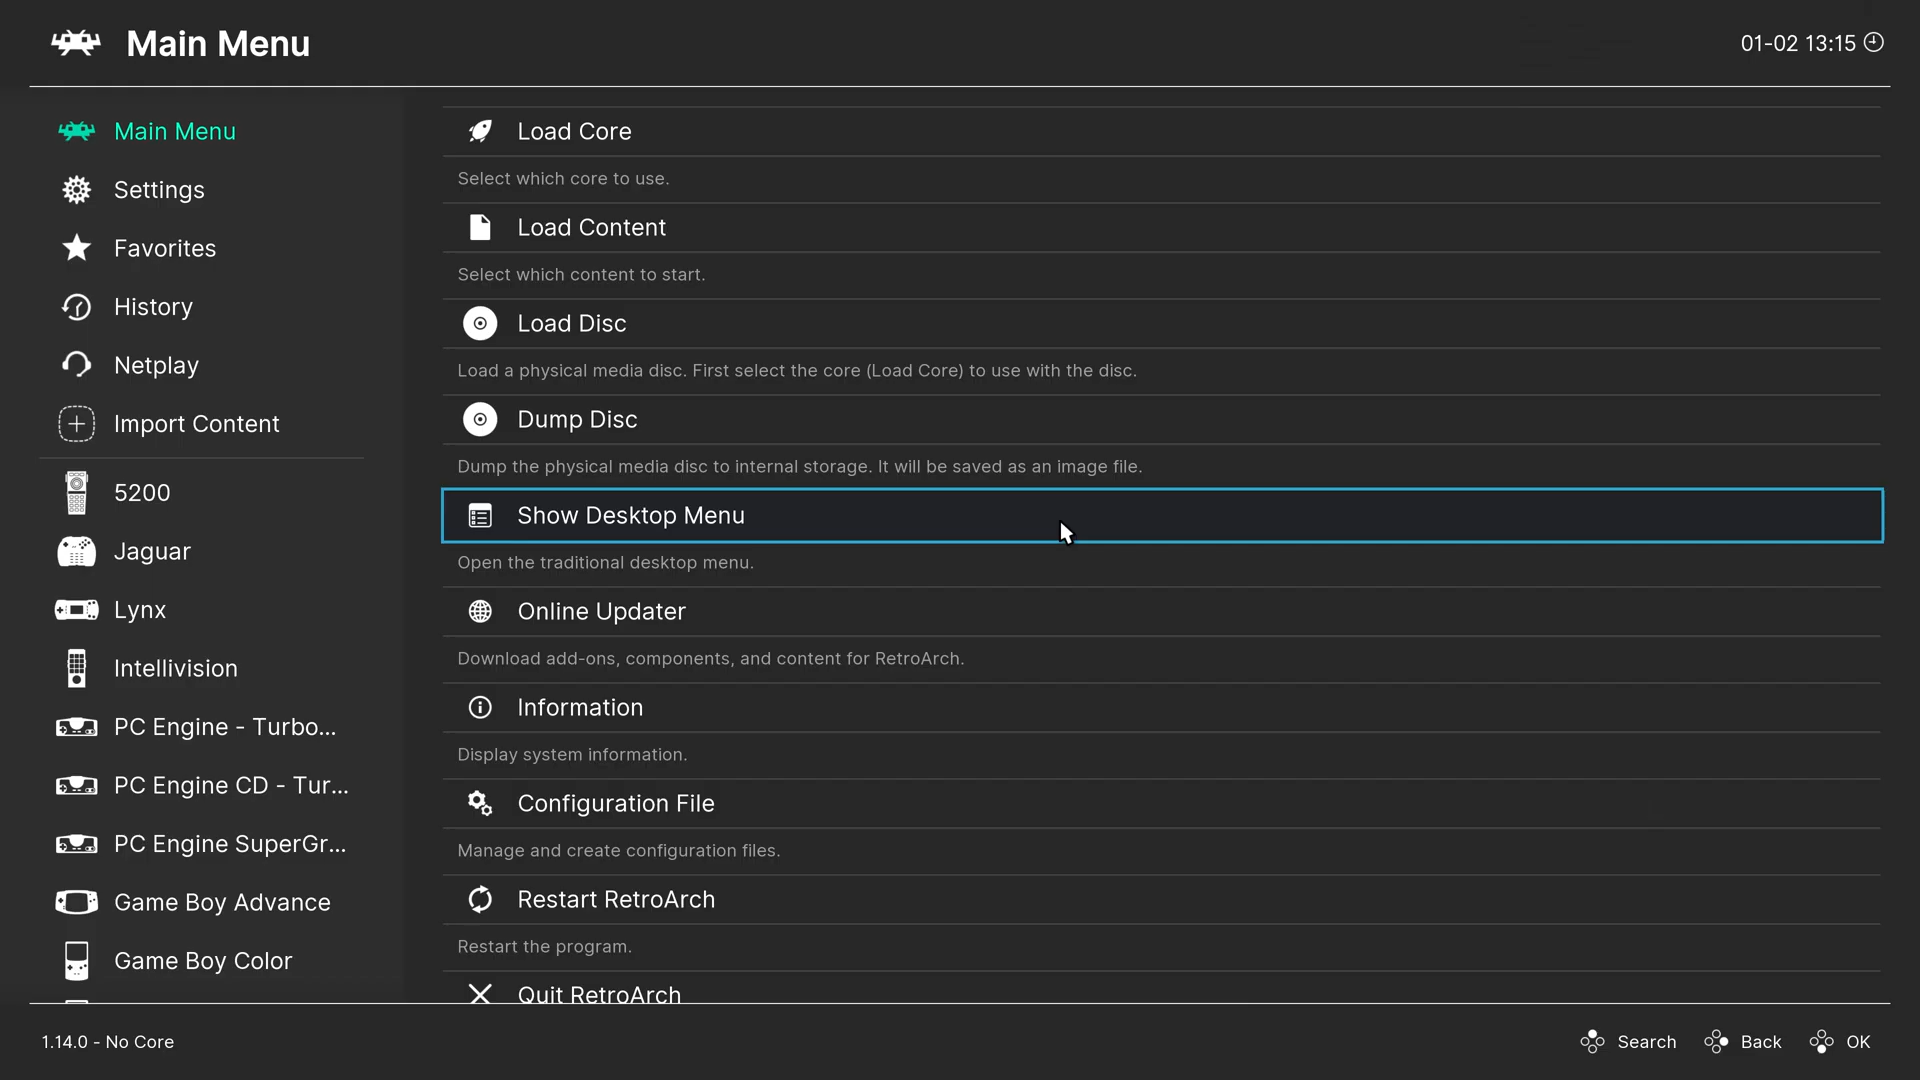 Main Menu
01-02 13:15
Main Menu
Settings
Favorites
History
Netplay
Import Content
5200
Jaguar
Lynx
Intellivision
PC Engine - Turbo...
PC Engine CD - Tur...
PC Engine SuperGr...
Game Boy Advance
Game Boy Color
Load Core
Select which core to use.
Load Content
Select which content to start.
Load Disc
Load a physical media disc. First select the core (Load Core) to use with the disc.
Dump Disc
Dump the physical media disc to internal storage. It will be saved as an image file.
Show Desktop Menu
Open the traditional desktop menu.
Online Updater
Download add-ons, components, and content for RetroArch.
Information
Display system information.
Configuration File
Manage and create configuration files.
Restart RetroArch
Restart the program.
Quit RetroArch
1.14.0 - No Core
Search Back OK